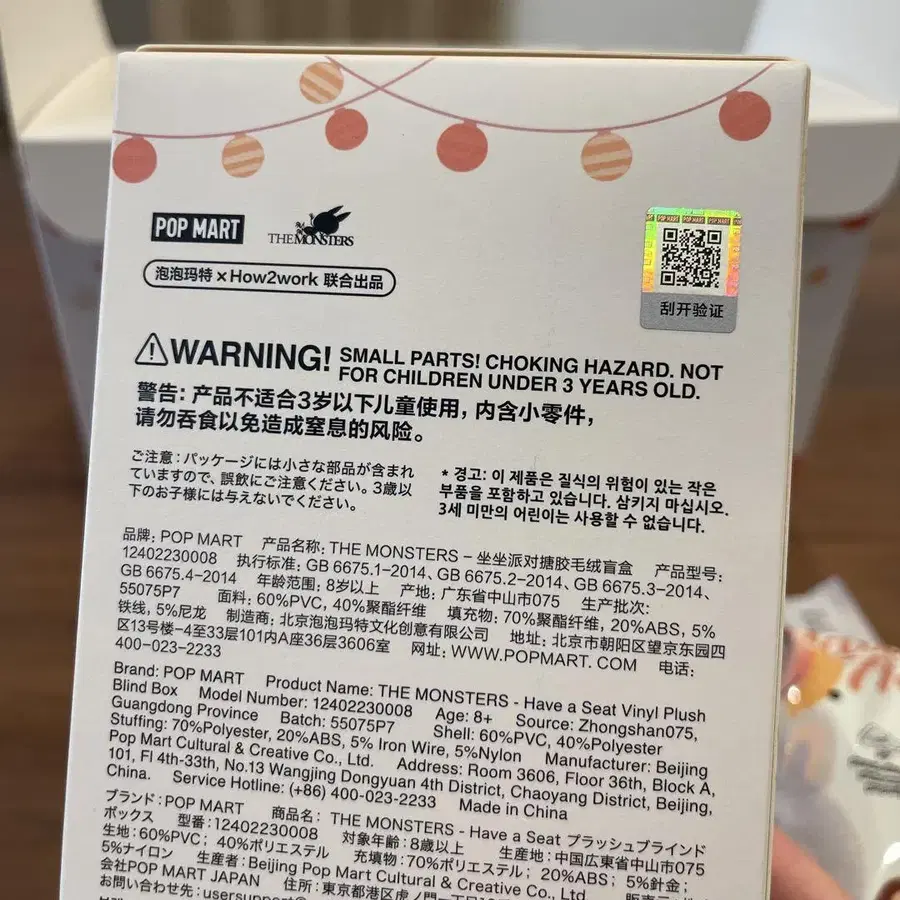 POP MART
THE MONSTERS
泡泡玛特×How2work 联合出品
POP MART POP MART POP MART
刮开验证
WARNING! SMALL PARTS! CHOKING HAZARD. NOT
FOR CHILDREN UNDER 3 YEARS OLD.
警告: 产品不适合3岁以下儿童使用，内含小零件，
请勿吞食以免造成窒息的风险。
ご注意：パッケージには小さな部品が含まれ
ていますので、誤飲にご注意ください。3歳以
下のお子様には与えないでください。
* 경고: 이 제품은 질식의 위험이 있는 작은
부품을 포함하고 있습니다. 삼키지 마십시오.
3세 미만의 어린이는 사용할 수 없습니다.
品牌: POP MART 产品名称: THE MONSTERS – 坐坐派对搪胶毛绒盲盒 产品型号:
12402230008 执行标准: GB 6675.1-2014、GB 6675.2-2014、GB 6675.3-2014、
GB 6675.4-2014 年龄范围: 8岁以上 产地: 广东省中山市075 生产批次:
55075P7 面料: 60%PVC, 40%聚酯纤维 填充物: 70%聚酯纤维, 20%ABS, 5%
铁线, 5%尼龙 制造商: 北京泡泡玛特文化创意有限公司 地址: 北京市朝阳区望京东园四
区13号楼-4至33层101内A座36层3606室 网址: WWW.POPMART. COM 电话:
400-023-2233
Brand: POP MART Product Name: THE MONSTERS - Have a Seat Vinyl Plush
Blind Box Model Number: 12402230008 Age: 8+ Source: Zhongshan075,
Guangdong Province Batch: 55075P7 Shell: 60%PVC, 40%Polyester
Stuffing: 70%Polyester, 20%ABS, 5% Iron Wire, 5%Nylon Manufacturer: Beijing
Pop Mart Cultural & Creative Co., Ltd. Address: Room 3606, Floor 36th, Block A,
101, Fl 4th-33th, No.13 Wangjing Dongyuan 4th District, Chaoyang District, Beijing,
China. Service Hotline: (+86) 400-023-2233 Made in China
ブランド: POP MART 商品名: THE MONSTERS - Have a Seat プラッシュブラインド
ボックス 型番: 12402230008 対象年齢: 8歳以上 生産地: 中国広東省中山市075
生地: 60%PVC; 40%ポリエステル 充填物: 70%ポリエステル; 20%ABS; 5%針金;
5%ナイロン 生産者: Beijing Pop Mart Cultural & Creative Co., Ltd
会社POP MART JAPAN 住所: 東京都港区虎ノ門一丁目
お問い合わせ先: